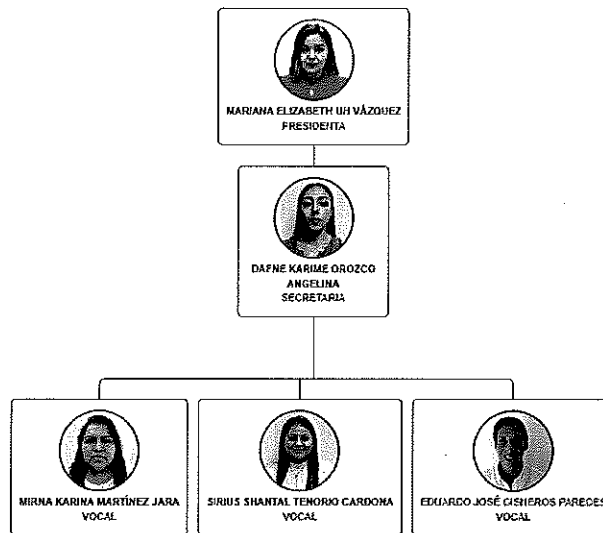 MARIANA ELIZABETH UH VÁZQUEZ
PRESIDENTA
DAFNE KARIME OROZCO
ANGELINA
SECRETARIA
MIRNA KARINA MARTÍNEZ JARA
VOCAL
SIRIUS SHANTAL TENORIO CARDONA
VOCAL
EDUARDO JOSÉ CISNEROS PAREDES
VOCAL